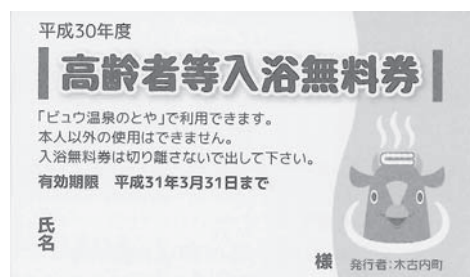 平成30年度
高齢者等入浴無料券
「ビュウ温泉のとや」で利用できます。
本人以外の使用はできません。
入浴無料券は切り離さないで出して下さい。
有効期限　平成31年3月31日まで
氏名
様
発行者：木古内町